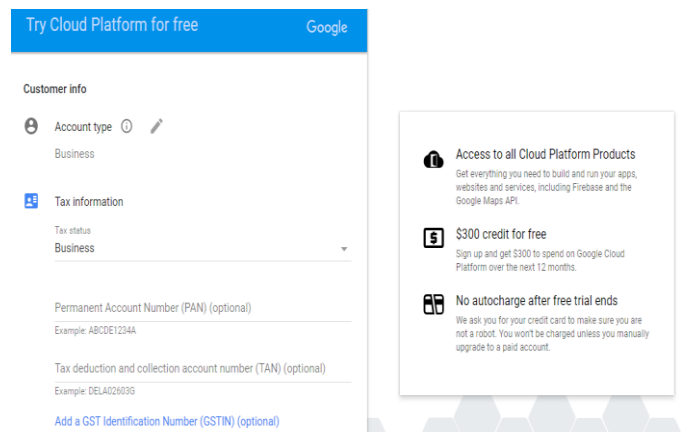 Try Cloud Platform for free
Google
Customer info
Account type
Business
Tax information
Tax status
Business
Permanent Account Number (PAN) (optional)
Example: ABCDE1234A
Tax deduction and collection account number (TAN) (optional)
Example: DELA02603G
Add a GST Identification Number (GSTIN) (optional)
Access to all Cloud Platform Products
Get everything you need to build and run your apps,
websites and services, including Firebase and the
Google Maps API.
$300 credit for free
Sign up and get $300 to spend on Google Cloud
Platform over the next 12 months.
No autocharge after free trial ends
We ask you for your credit card to make sure you are
not a robot. You won't be charged unless you manually
upgrade to a paid account.